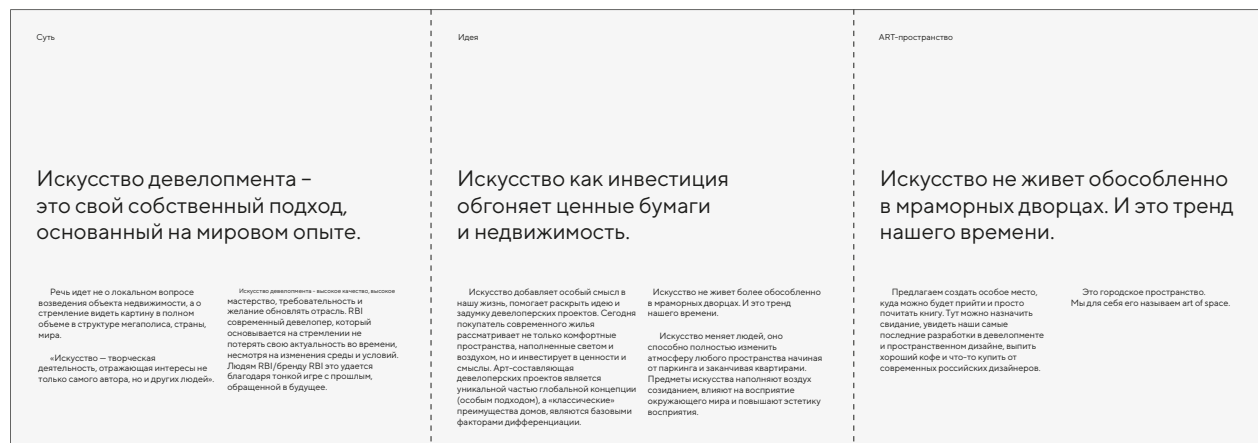 Суть
Искусство девелопмента –
это свой собственный подход,
основанный на мировом опыте.
Речь идет не о локальном вопросе
возведения объекта недвижимости, а о
стремление видеть картину в полном
объеме в структуре мегаполиса, страны,
мира.
«Искусство — творческая
деятельность, отражающая интересы не
только самого автора, но и других людей».
Искусство девелопмента – высокое качество, высокое
мастерство, требовательность и
желание обновлять отрасль. RBI
современный девелопер, который
основывается на стремлении не
потерять свою актуальность во времени,
несмотря на изменения среды и условий.
Людям RBI/бренду RBI это удается
благодаря тонкой игре с прошлым,
обращенной в будущее.
Идея
Искусство как инвестиция
обгоняет ценные бумаги
и недвижимость.
Искусство добавляет особый смысл в
нашу жизнь, помогает раскрыть идею и
задумку девелоперских проектов. Сегодня
покупатель современного жилья
рассматривает не только комфортные
пространства, наполненные светом и
воздухом, но и инвестирует в ценности и
смыслы. Арт-составляющая
девелоперских проектов является
уникальной частью глобальной концепции
(особым подходом), а «классические»
преимущества домов, являются базовыми
факторами дифференциации.
Искусство не живет более обособленно
в мраморных дворцах. И это тренд
нашего времени.
Искусство меняет людей, оно
способно полностью изменить
атмосферу любого пространства начиная
от паркинга и заканчивая квартирами.
Предметы искусства наполняют воздух
созиданием, влияют на восприятие
окружающего мира и повышают эстетику
восприятия.
ART-пространство
Искусство не живет обособленно
в мраморных дворцах. И это тренд
нашего времени.
Предлагаем создать особое место,
куда можно будет прийти и просто
почитать книгу. Тут можно назначить
свидание, увидеть наши самые
последние разработки в девелопменте
и пространственном дизайне, выпить
хороший кофе и что-то купить от
современных российских дизайнеров.
Это городское пространство.
Мы для себя его называем art of space.